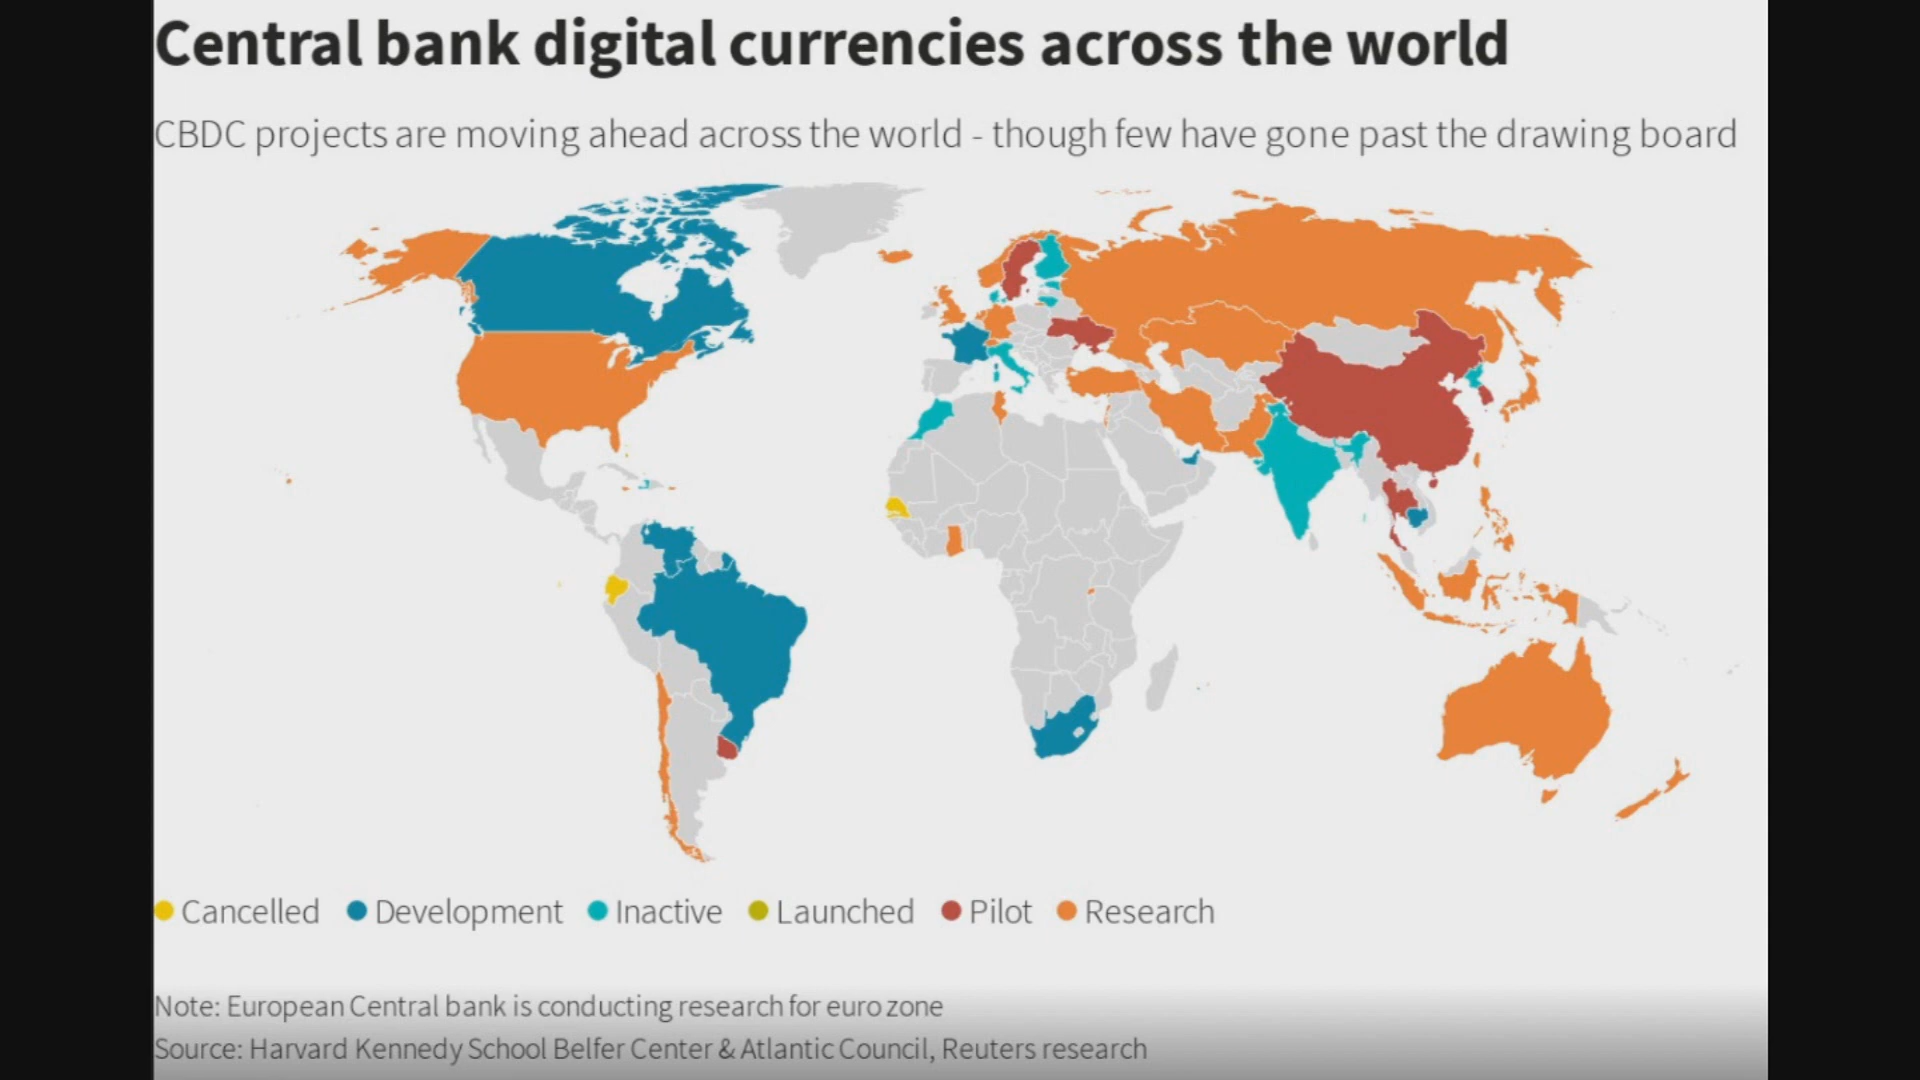 Central bank digital currencies across the world
CBDC projects are moving ahead across the world - though few have gone past the drawing board
Cancelled Development Inactive Launched Pilot Research
Note: European Central bank is conducting research for euro zone
Source: Harvard Kennedy School Belfer Center & Atlantic Council, Reuters research